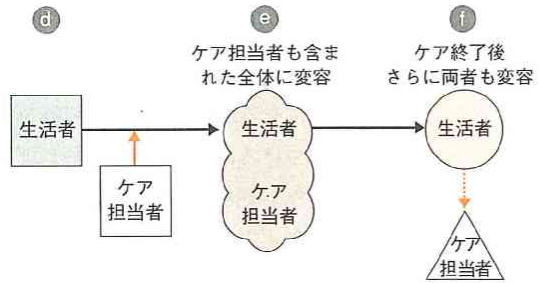 d
e
f
ケア担当者も含ま
れた全体に変容
ケア終了後
さらに両者も変容
生活者
ケア
担当者
生活者
ケア
担当者
生活者
ケア
担当者